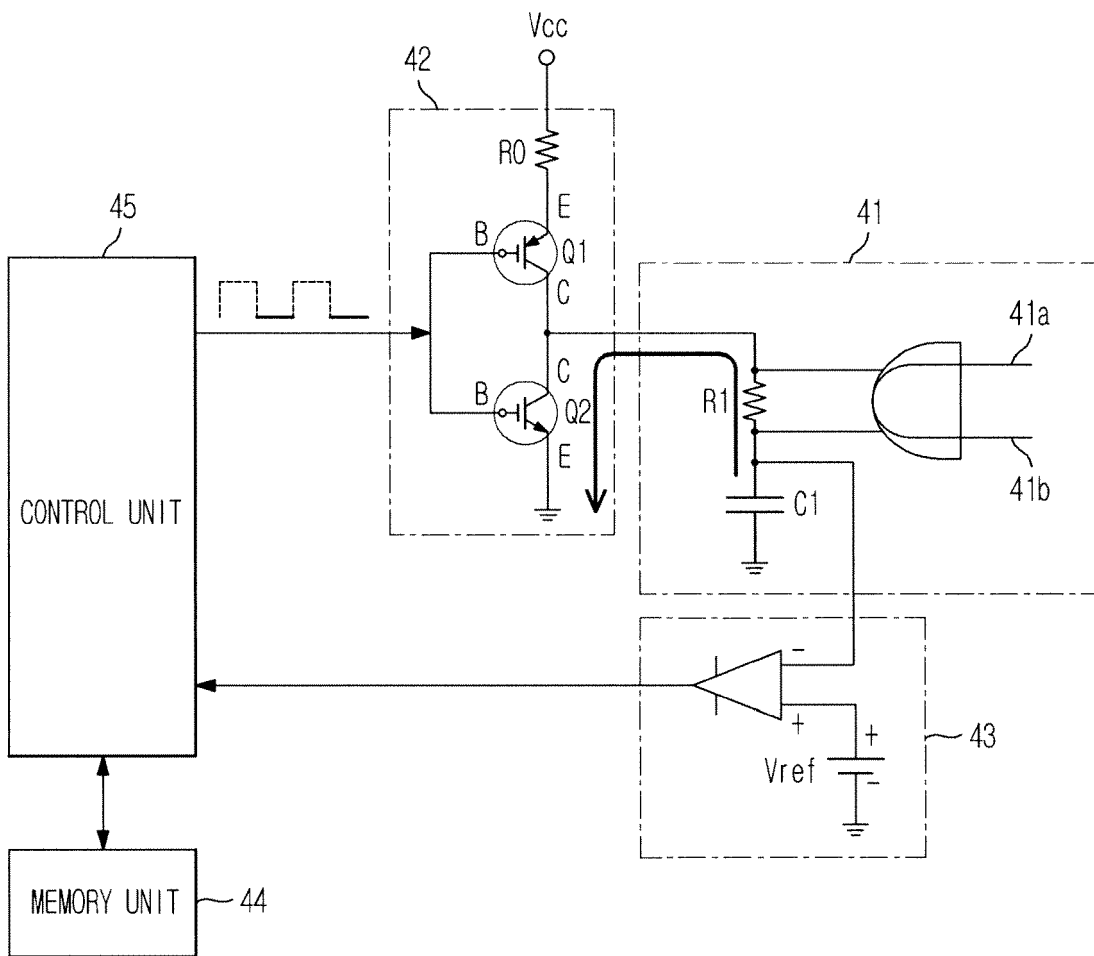 Vcc
42
R0
E
45
B
Q1
41
C
41a
C
B
Q2
R1
E
41b
CONTROL UNIT
C1
-
+
+
43
Vref
-
MEMORY UNIT
44